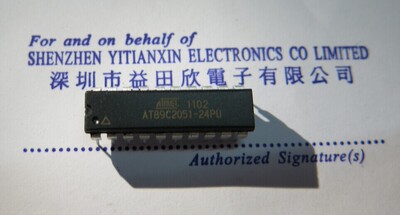 For and on behalf of
SHENZHEN YITIANXIN ELECTRONICS CO LIMITED
深圳市益田欣電子有限公司
ATMEL 1102
AT89C2051-24PU
Authorized Signature(s)